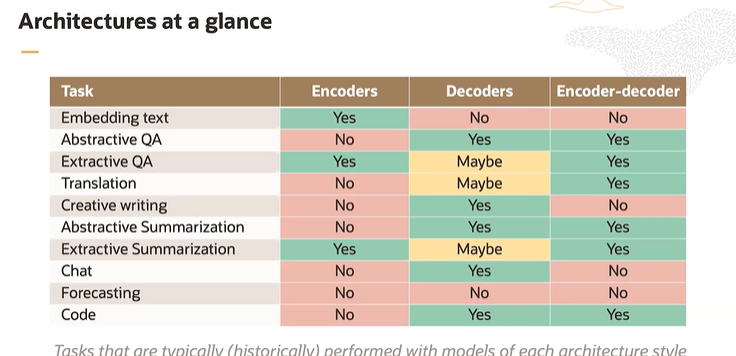 Architectures at a glance
Task Encoders Decoders Encoder-decoder
Embedding text Yes No No
Abstractive QA No Yes Yes
Extractive QA Yes Maybe Yes
Translation No Maybe Yes
Creative writing No Yes No
Abstractive Summarization No Yes Yes
Extractive Summarization Yes Maybe Yes
Chat No Yes No
Forecasting No No No
Code No Yes Yes
Tasks that are typically (historically) performed with models of each architecture style